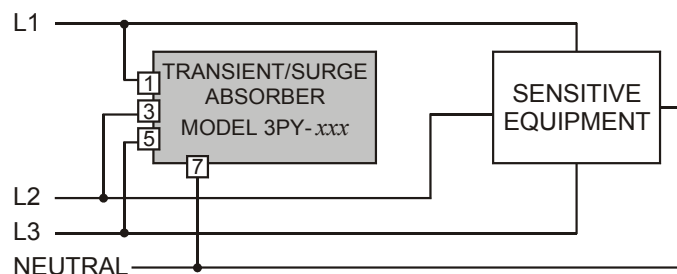 L1
1
TRANSIENT/SURGE
ABSORBER
MODEL 3PY-xxx
3
5
7
SENSITIVE
EQUIPMENT
L2
L3
NEUTRAL